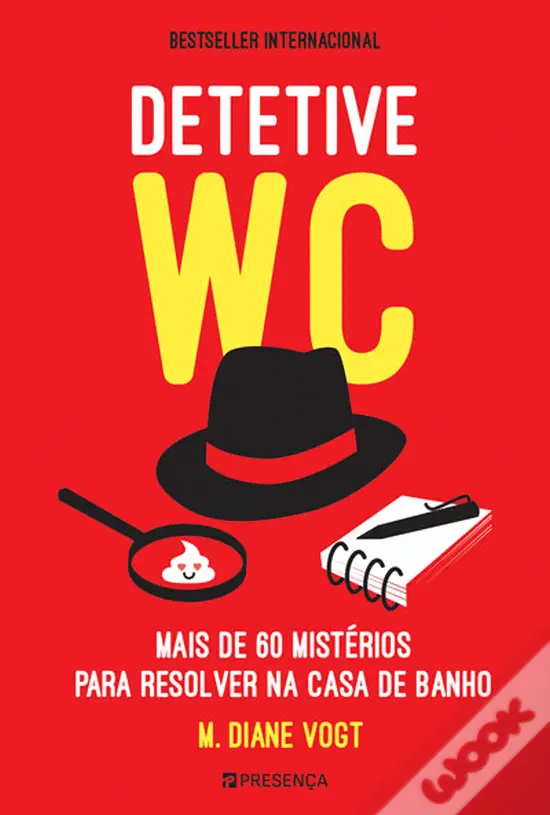 BESTSELLER INTERNACIONAL
DETETIVE
WC
MAIS DE 60 MISTÉRIOS
PARA RESOLVER NA CASA DE BANHO
M. DIANE VOGT
PRESENÇA
WOOK